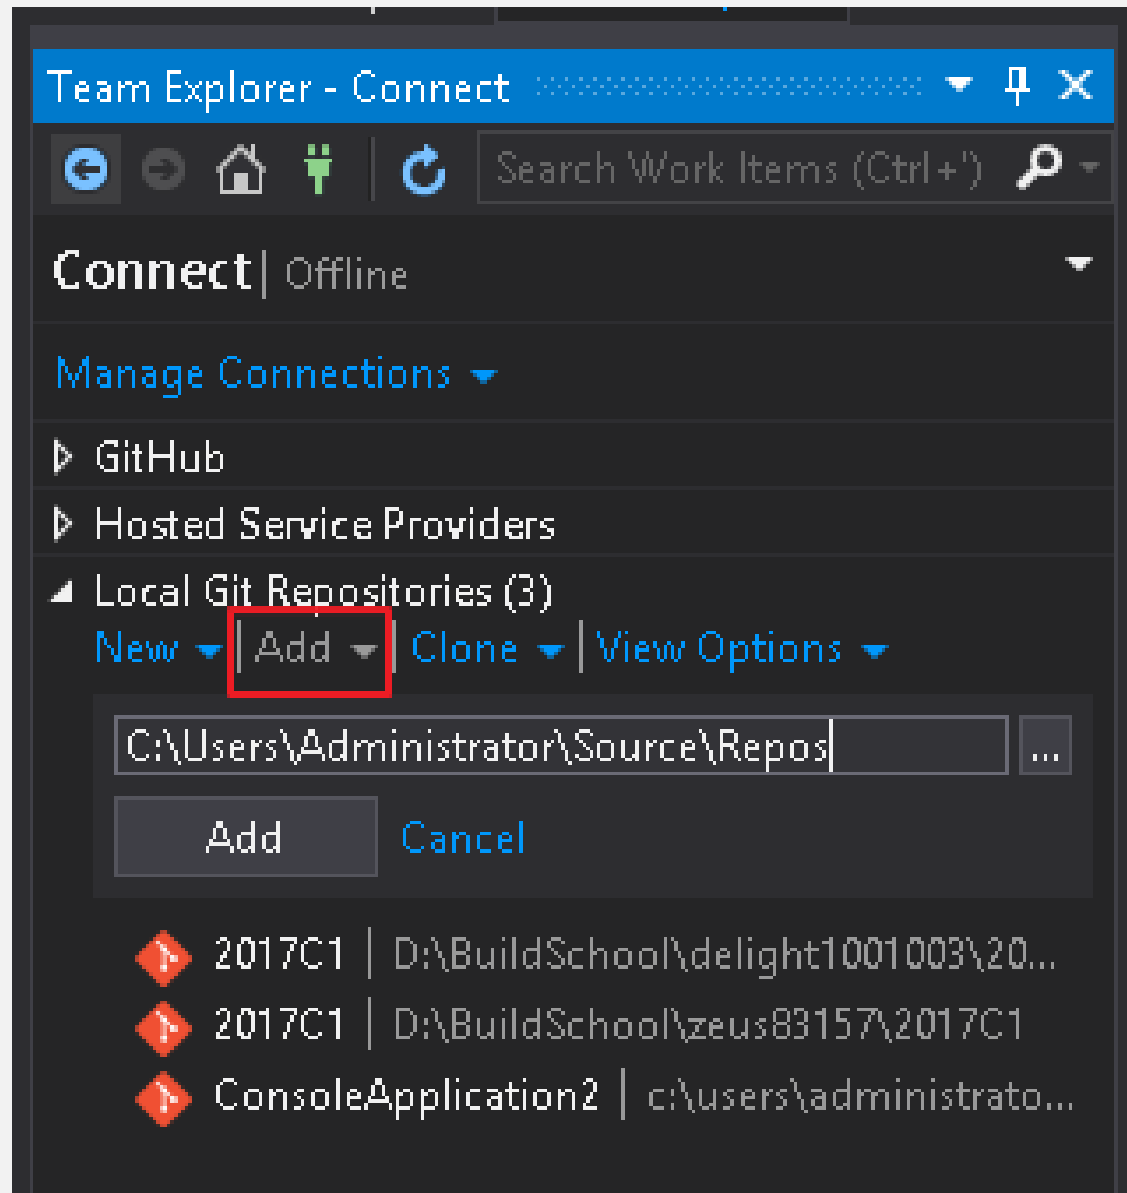 Team Explorer - Connect
Search Work Items (Ctrl+')
Connect | Offline
Manage Connections
GitHub
Hosted Service Providers
Local Git Repositories (3)
New | Add | Clone | View Options
C:\Users\Administrator\Source\Repos ...
Add Cancel
2017C1 | D:\BuildSchool\delight1001003\20...
2017C1 | D:\BuildSchool\zeus83157\2017C1
ConsoleApplication2 | c:\users\administrato...